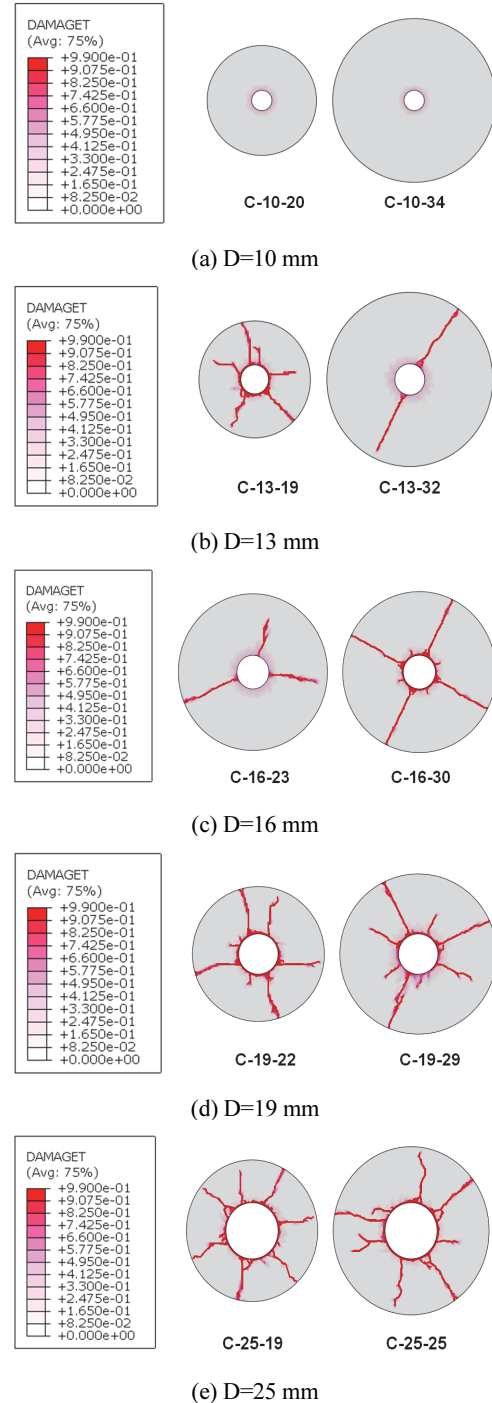 DAMAGET
(Avg: 75%)
+9.900e-01
+9.075e-01
+8.250e-01
+7.425e-01
+6.600e-01
+5.775e-01
+4.950e-01
+4.125e-01
+3.300e-01
+2.475e-01
+1.650e-01
+8.250e-02
+0.000e+00
C-10-20 C-10-34
(a) D=10 mm
DAMAGET
(Avg: 75%)
+9.900e-01
+9.075e-01
+8.250e-01
+7.425e-01
+6.600e-01
+5.775e-01
+4.950e-01
+4.125e-01
+3.300e-01
+2.475e-01
+1.650e-01
+8.250e-02
+0.000e+00
C-13-19 C-13-32
(b) D=13 mm
DAMAGET
(Avg: 75%)
+9.900e-01
+9.075e-01
+8.250e-01
+7.425e-01
+6.600e-01
+5.775e-01
+4.950e-01
+4.125e-01
+3.300e-01
+2.475e-01
+1.650e-01
+8.250e-02
+0.000e+00
C-16-23 C-16-30
(c) D=16 mm
DAMAGET
(Avg: 75%)
+9.900e-01
+9.075e-01
+8.250e-01
+7.425e-01
+6.600e-01
+5.775e-01
+4.950e-01
+4.125e-01
+3.300e-01
+2.475e-01
+1.650e-01
+8.250e-02
+0.000e+00
C-19-22 C-19-29
(d) D=19 mm
DAMAGET
(Avg: 75%)
+9.900e-01
+9.075e-01
+8.250e-01
+7.425e-01
+6.600e-01
+5.775e-01
+4.950e-01
+4.125e-01
+3.300e-01
+2.475e-01
+1.650e-01
+8.250e-02
+0.000e+00
C-25-19 C-25-25
(e) D=25 mm